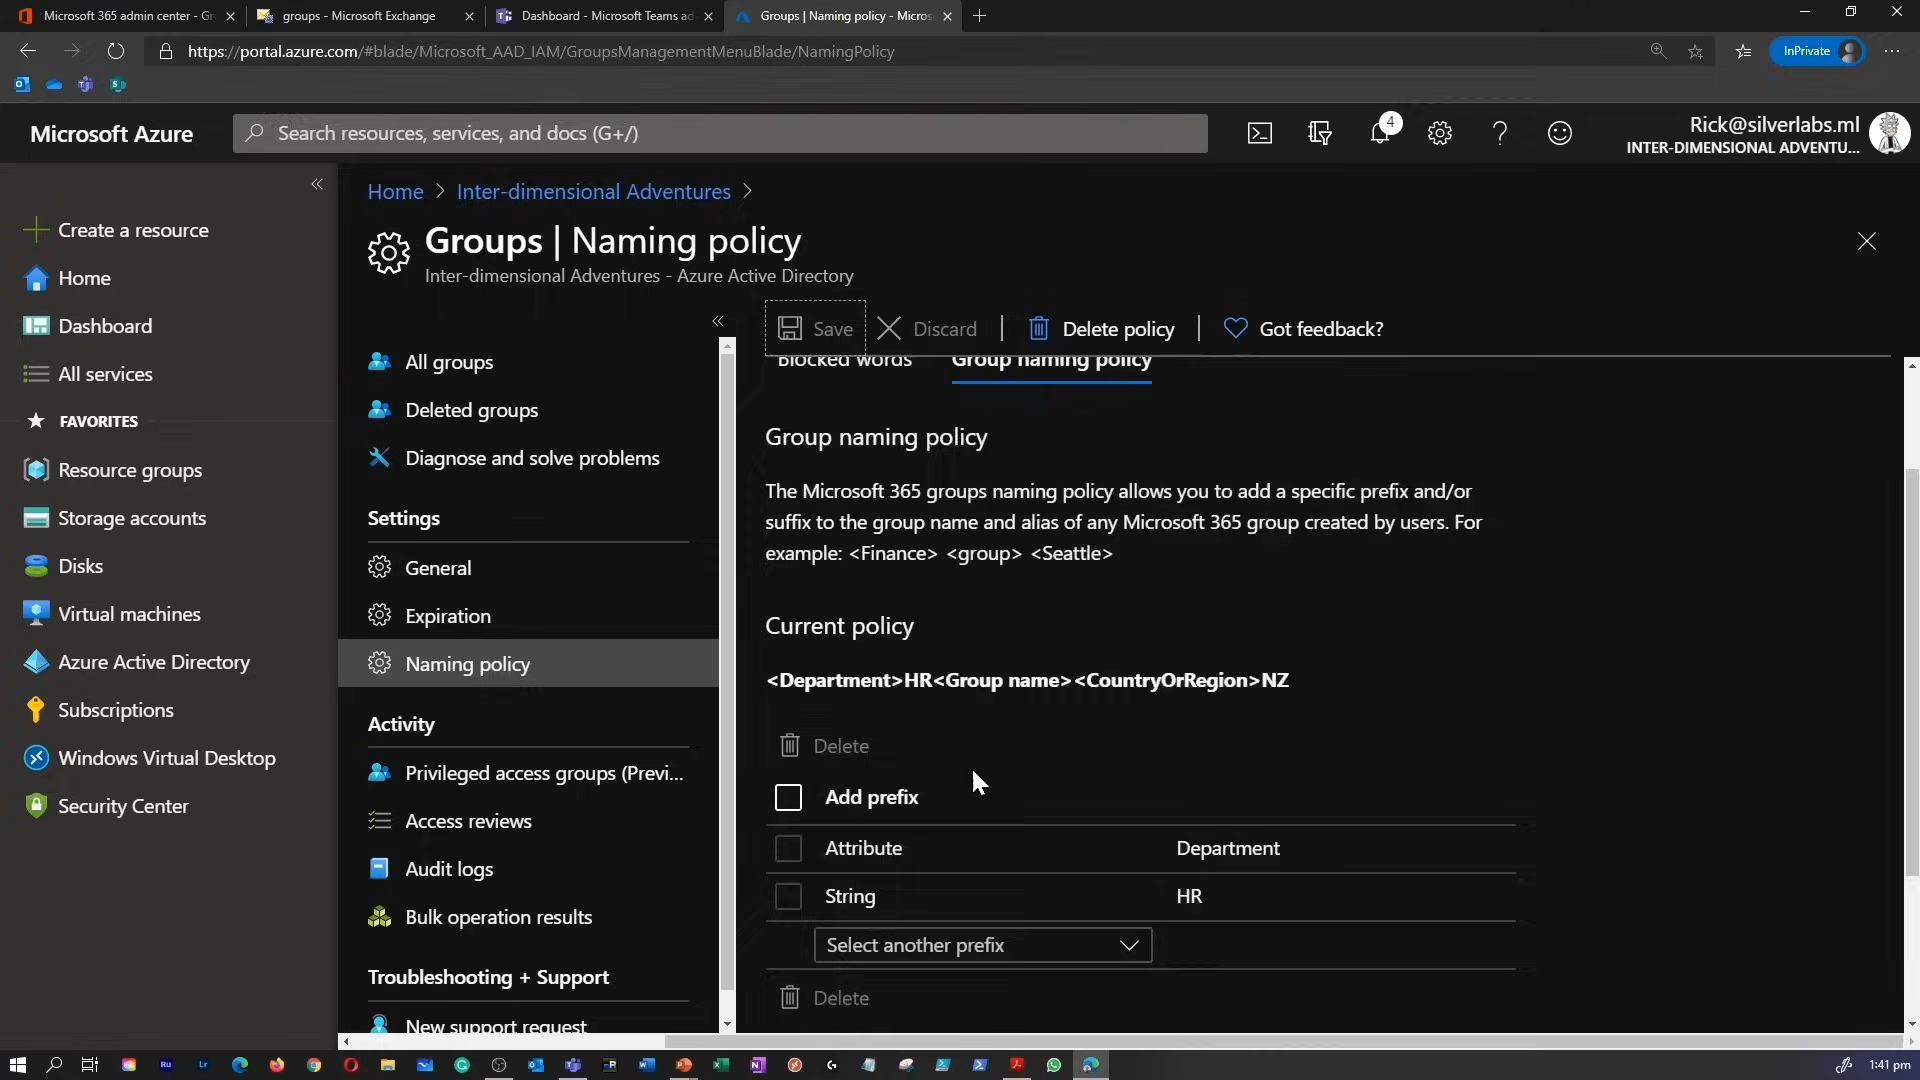 Microsoft 365 admin center - Gr
groups - Microsoft Exchange
Dashboard - Microsoft Teams ad
Groups | Naming policy - Micros
https://portal.azure.com/#blade/Microsoft_AAD_IAM/GroupsManagementMenuBlade/NamingPolicy
InPrivate
Microsoft Azure
Search resources, services, and docs (G+/)
4
Rick@silverlabs.ml
INTER-DIMENSIONAL ADVENTU...
Home > Inter-dimensional Adventures >
Groups | Naming policy
Inter-dimensional Adventures - Azure Active Directory
Create a resource
Home
Dashboard
All services
FAVORITES
Resource groups
Storage accounts
Disks
Virtual machines
Azure Active Directory
Subscriptions
Windows Virtual Desktop
Security Center
All groups
Deleted groups
Diagnose and solve problems
Settings
General
Expiration
Naming policy
Activity
Privileged access groups (Previ...
Access reviews
Audit logs
Bulk operation results
Troubleshooting + Support
New support request
Save
Discard
Delete policy
Got feedback?
Blocked words
Group naming policy
Group naming policy
The Microsoft 365 groups naming policy allows you to add a specific prefix and/or
suffix to the group name and alias of any Microsoft 365 group created by users. For
example: <Finance> <group> <Seattle>
Current policy
<Department>HR<Group name><CountryOrRegion>NZ
Delete
Add prefix
Attribute
Department
String
HR
Select another prefix
Delete
1:41 pm